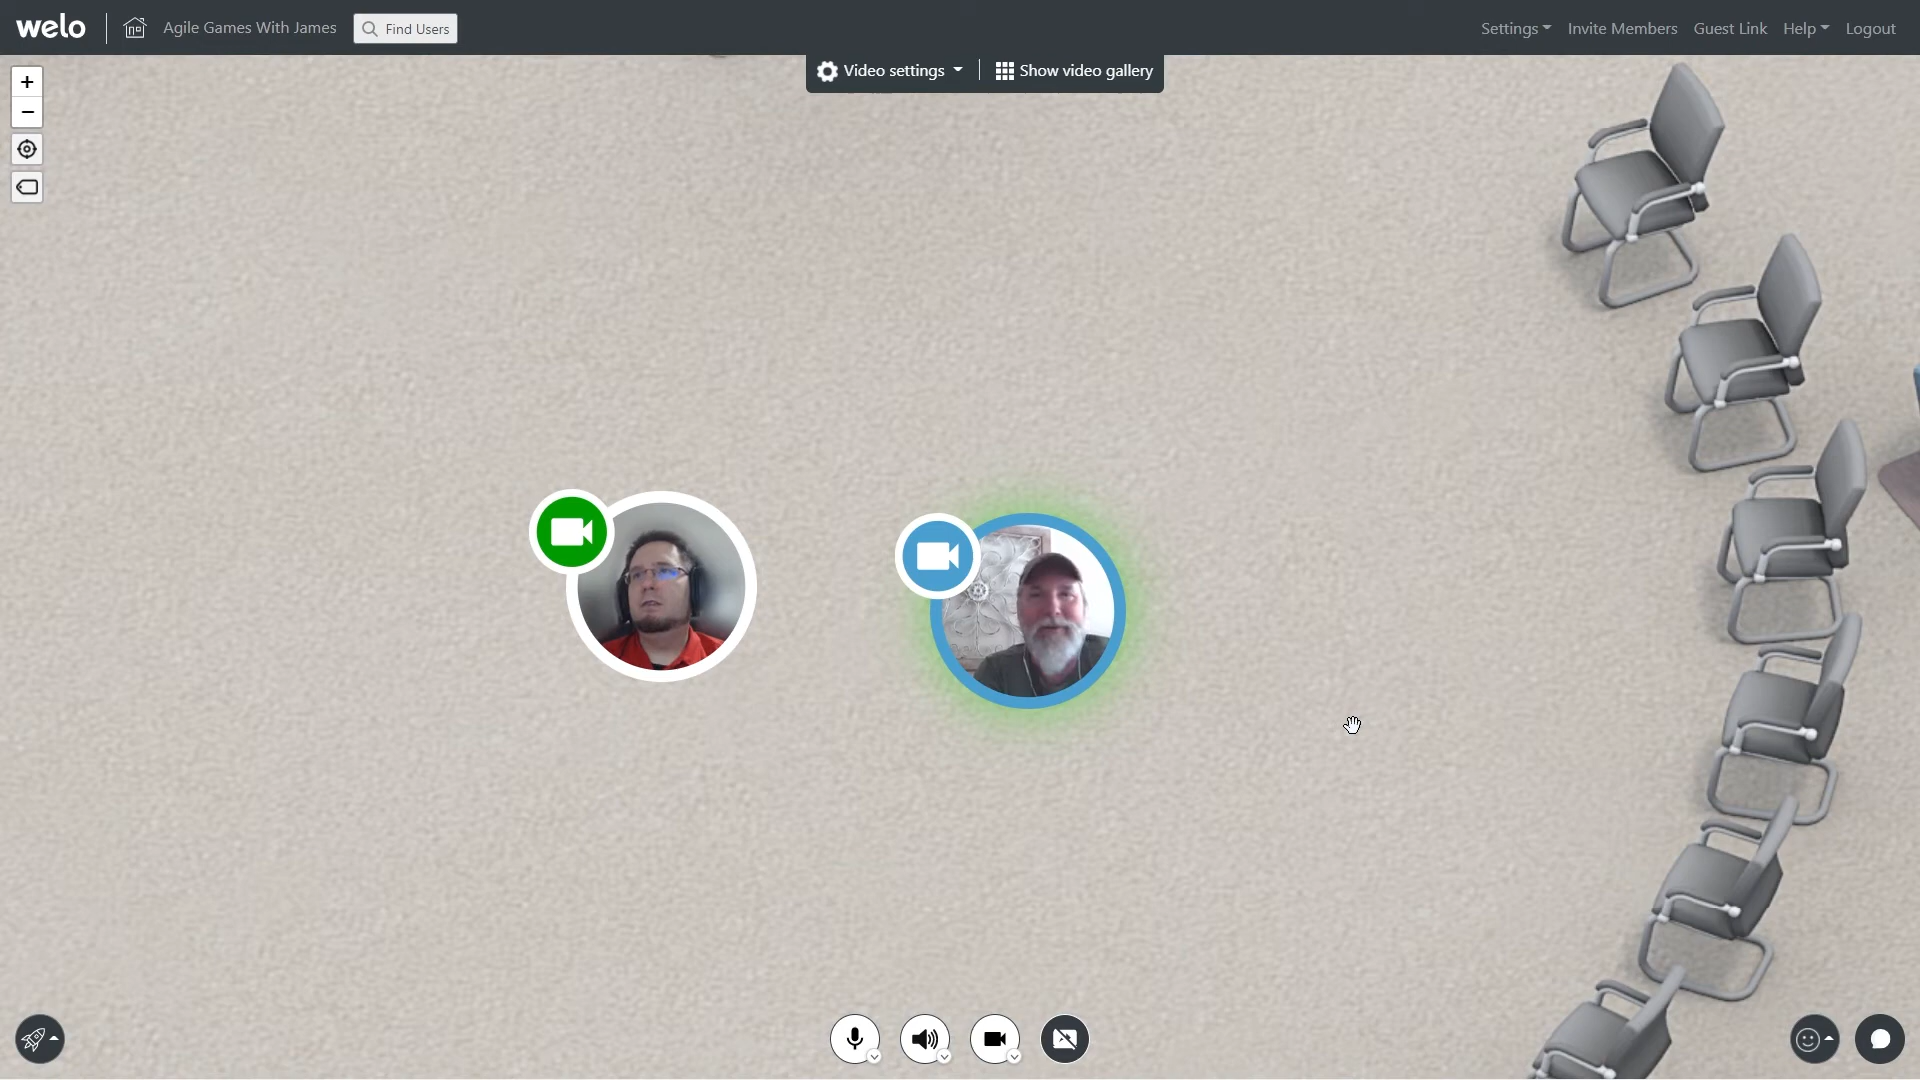 welo
Agile Games With James
Find Users
Settings
Invite Members
Guest Link
Help
Logout
Video settings
Show video gallery
+
−